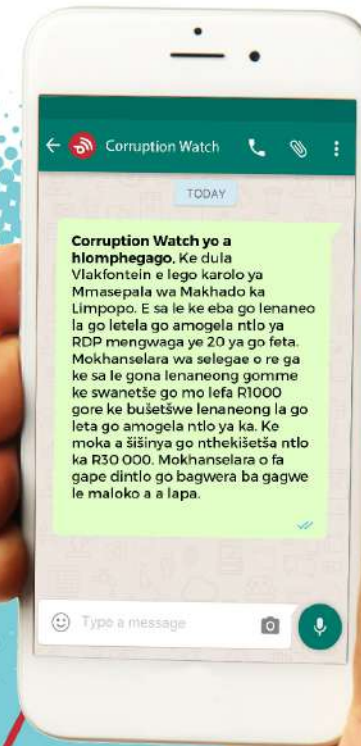 Corruption Watch
TODAY
Corruption Watch yo a
hlomphegago, Ke dula
Vlakfontein e lego karolo ya
Mmasepala wa Makhado ka
Limpopo. E sa le ke eba go lenaneo
la go letela go amogela ntlo ya
RDP mengwaga ye 20 ya go feta.
Mokhanselara wa selegae o re ga
ke sa le gona lenaneong gomme
ke swanetše go mo lefa R1000
gore ke bušetšwe lenaneong la go
leta go amogela ntlo ya ka. Ke
moka a šišinya go nthekišetša ntlo
ka R30 000. Mokhanselara o fa
gape dintlo go bagwera ba gagwe
le maloko a a lapa.
Type a message